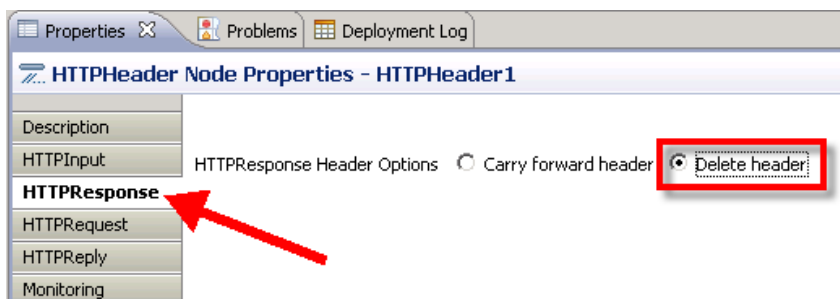 Properties Problems Deployment Log
HTTPHeader Node Properties - HTTPHeader1
Description
HTTPInput
HTTPResponse Header Options Carry forward header Delete header
HTTPResponse
HTTPRequest
HTTPReply
Monitoring